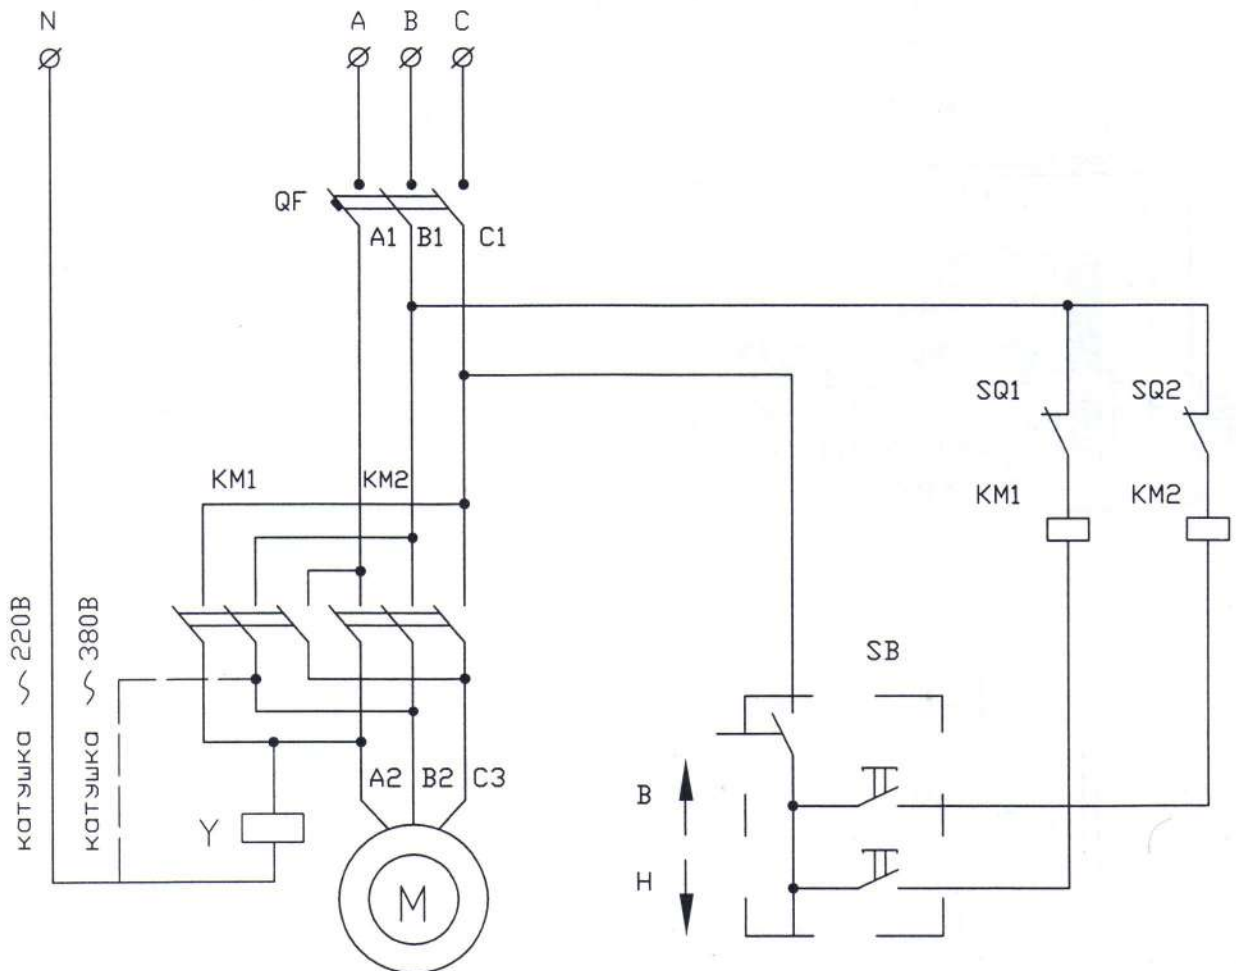 N A B C
QF
A1 B1 C1
SQ1 SQ2
KM1 KM2
KM1 KM2
SB
катушка ~ 220В
катушка ~ 380В
A2 B2 C3
В
Y
Н
M